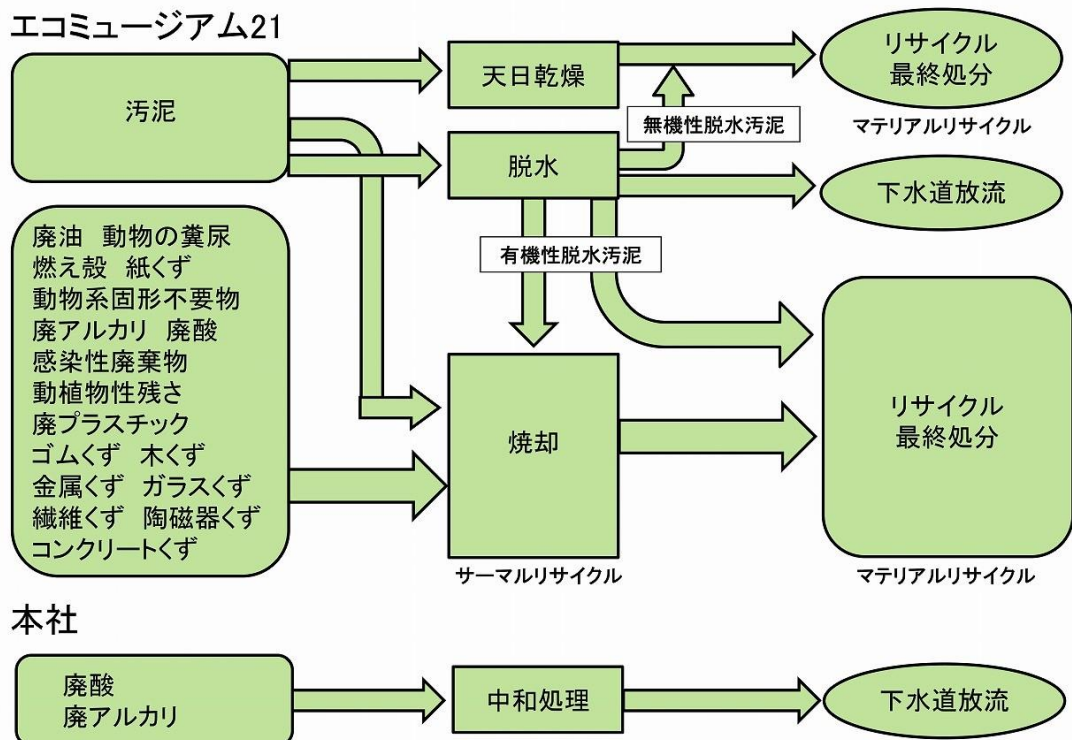 エコミュージアム21
汚泥
天日乾燥
リサイクル
最終処分
マテリアルリサイクル
無機性脱水汚泥
脱水
下水道放流
有機性脱水汚泥
廃油 動物の糞尿
燃え殻 紙くず
動物系固形不要物
廃アルカリ 廃酸
感染性廃棄物
動植物性残さ
廃プラスチック
ゴムくず 木くず
金属くず ガラスくず
繊維くず 陶磁器くず
コンクリートくず
焼却
サーマルリサイクル
リサイクル
最終処分
マテリアルリサイクル
本社
廃酸
廃アルカリ
中和処理
下水道放流